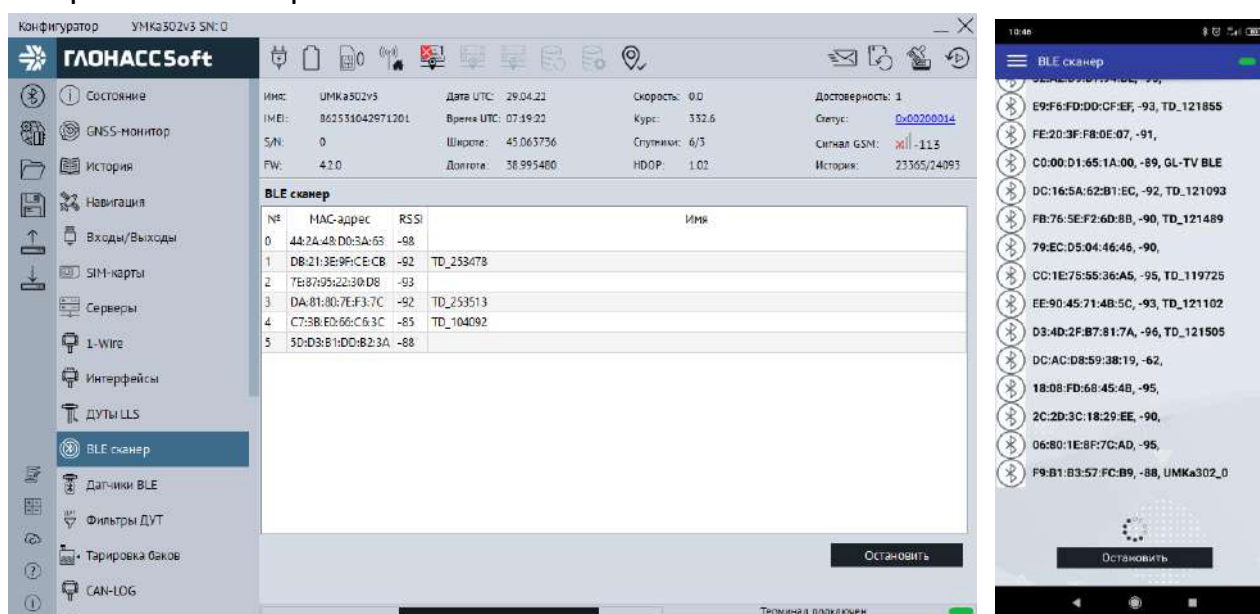 Конфигуратор УМКа302v3 SN: 0
ГЛОНАССSoft
Состояние
GNSS-монитор
История
Навигация
Входы/Выходы
SIM-карты
Серверы
1-Wire
Интерфейсы
ДУТы LLS
BLE сканер
Датчики BLE
Фильтры ДУТ
Тарировка баков
CAN-LOG
Имя: UMKa302v3 Дата UTC: 29.04.22 Скорость: 0.0 Достоверность: 1
IMEI: 862531042971201 Время UTC: 07:19:22 Курс: 332.6 Статус: 0x00200014
S/N: 0 Широта: 45.063736 Спутники: 6/3 Сигнал GSM: -113
FW: 4.2.0 Долгота: 38.995480 HDOP: 1.02 История: 23365/24093
BLE сканер
№ MAC-адрес RSSI Имя
0 44:2A:48:D0:3A:63 -98
1 DB:21:3E:9F:CE:CB -92 TD_253478
2 7E:87:95:22:30:D8 -93
3 DA:81:80:7E:F3:7C -92 TD_253513
4 C7:3B:E0:66:C6:3C -85 TD_104092
5 5D:D3:B1:DD:B2:3A -88
Остановить
Терминал подключен
10:46
BLE сканер
E9:F6:FD:DD:CF:EF, -93, TD_121855
FE:20:3F:F8:0E:07, -91,
C0:00:D1:65:1A:00, -89, GL-TV BLE
DC:16:5A:62:B1:EC, -92, TD_121093
FB:76:5E:F2:6D:8B, -90, TD_121489
79:EC:D5:04:46:46, -90,
CC:1E:75:55:36:A5, -95, TD_119725
EE:90:45:71:4B:5C, -93, TD_121102
D3:4D:2F:B7:81:7A, -96, TD_121505
DC:AC:D8:59:38:19, -62,
18:08:FD:68:45:4B, -95,
2C:2D:3C:18:29:EE, -90,
06:80:1E:8F:7C:AD, -95,
F9:B1:B3:57:FC:B9, -88, UMKa302_0
Остановить